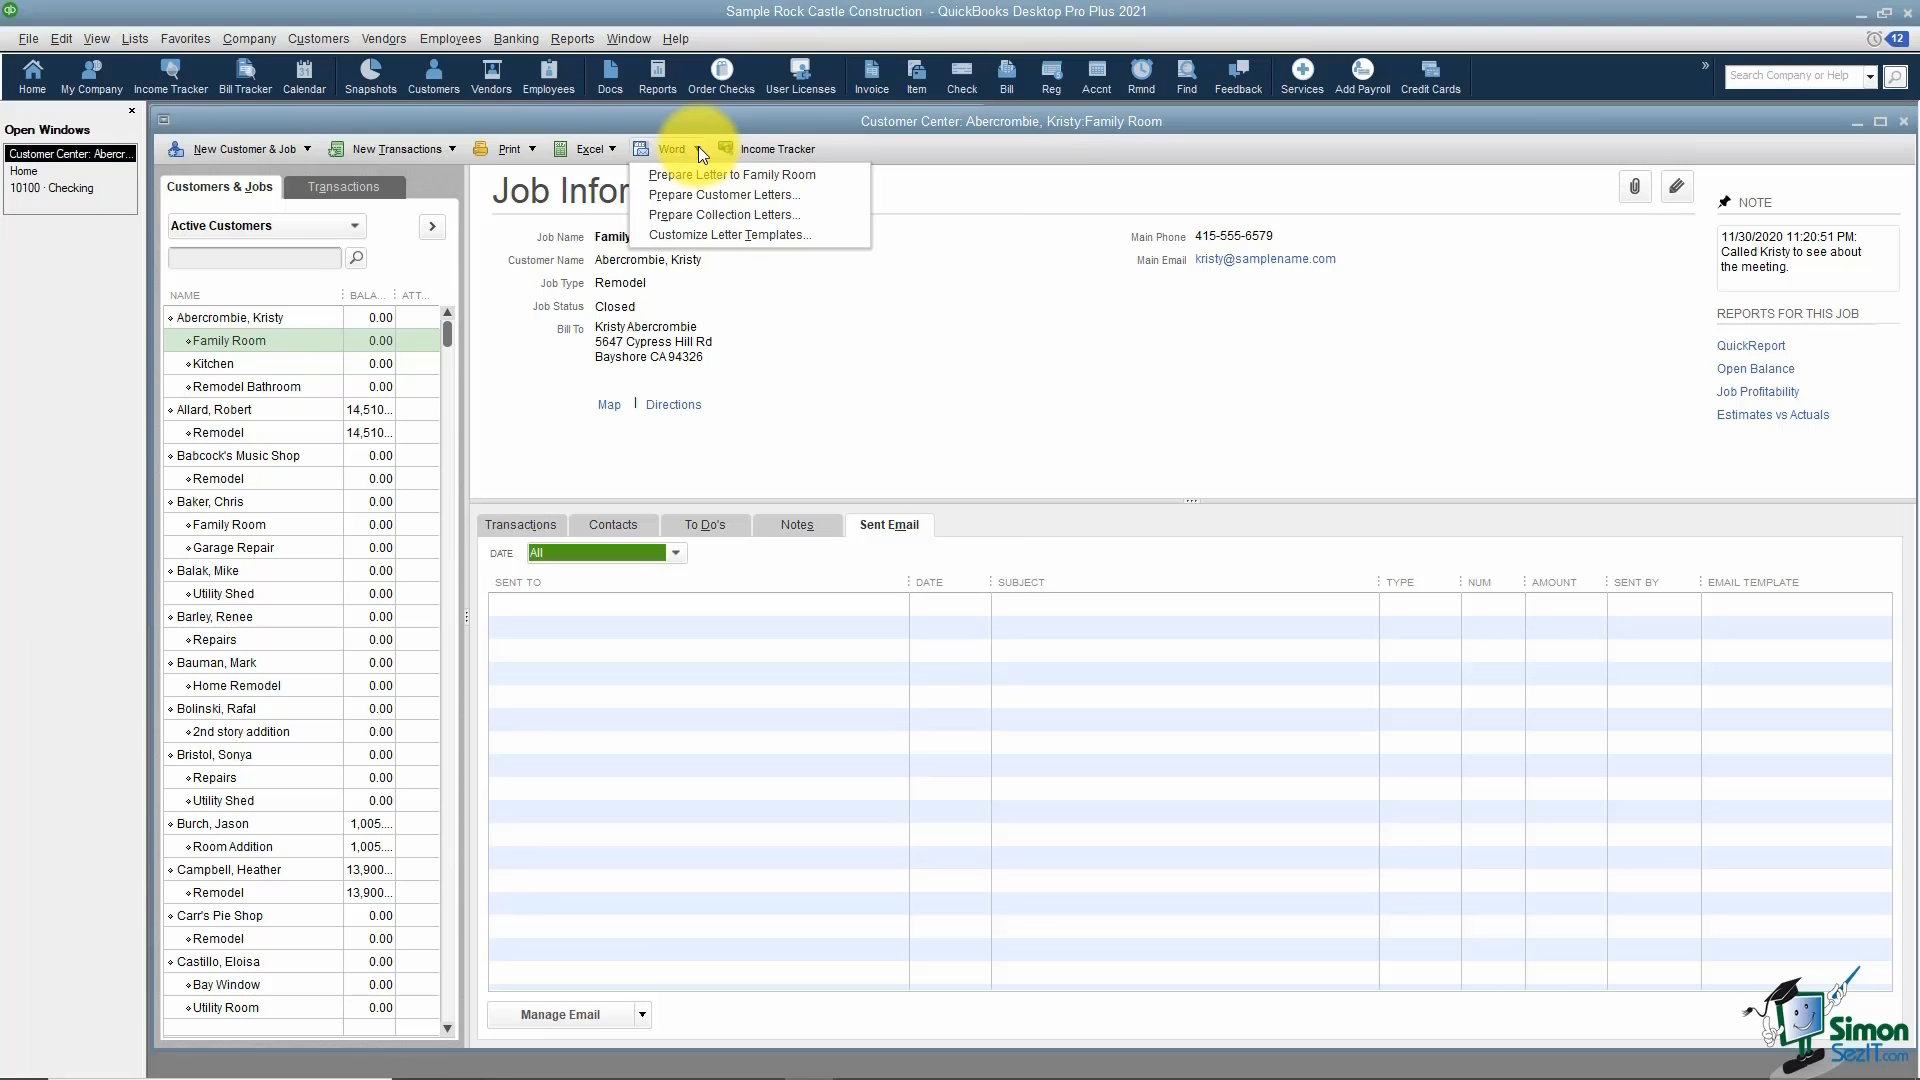 qb
Sample Rock Castle Construction - QuickBooks Desktop Pro Plus 2021
File Edit View Lists Favorites Company Customers Vendors Employees Banking Reports Window Help
12
Home My Company Income Tracker Bill Tracker Calendar Snapshots Customers Vendors Employees Docs Reports Order Checks User Licenses Invoice Item Check Bill Reg Accnt Rmnd Find Feedback Services Add Payroll Credit Cards
Search Company or Help
Open Windows
Customer Center: Abercr...
Home
10100 · Checking
Customer Center: Abercrombie, Kristy:Family Room
New Customer & Job New Transactions Print Excel Word Income Tracker
Prepare Letter to Family Room
Prepare Customer Letters...
Prepare Collection Letters...
Customize Letter Templates...
Customers & Jobs Transactions
Active Customers
NAME BALA... ATT...
Abercrombie, Kristy 0.00
Family Room 0.00
Kitchen 0.00
Remodel Bathroom 0.00
Allard, Robert 14,510...
Remodel 14,510...
Babcock's Music Shop 0.00
Remodel 0.00
Baker, Chris 0.00
Family Room 0.00
Garage Repair 0.00
Balak, Mike 0.00
Utility Shed 0.00
Barley, Renee 0.00
Repairs 0.00
Bauman, Mark 0.00
Home Remodel 0.00
Bolinski, Rafal 0.00
2nd story addition 0.00
Bristol, Sonya 0.00
Repairs 0.00
Utility Shed 0.00
Burch, Jason 1,005....
Room Addition 1,005....
Campbell, Heather 13,900...
Remodel 13,900...
Carr's Pie Shop 0.00
Remodel 0.00
Castillo, Eloisa 0.00
Bay Window 0.00
Utility Room 0.00
Job Infor
Job Name Family
Customer Name Abercrombie, Kristy
Job Type Remodel
Job Status Closed
Bill To Kristy Abercrombie
5647 Cypress Hill Rd
Bayshore CA 94326
Map | Directions
Main Phone 415-555-6579
Main Email kristy@samplename.com
NOTE
11/30/2020 11:20:51 PM:
Called Kristy to see about
the meeting.
REPORTS FOR THIS JOB
QuickReport
Open Balance
Job Profitability
Estimates vs Actuals
Transactions Contacts To Do's Notes Sent Email
DATE All
SENT TO DATE SUBJECT TYPE NUM AMOUNT SENT BY EMAIL TEMPLATE
Manage Email
Simon
SezIT.com